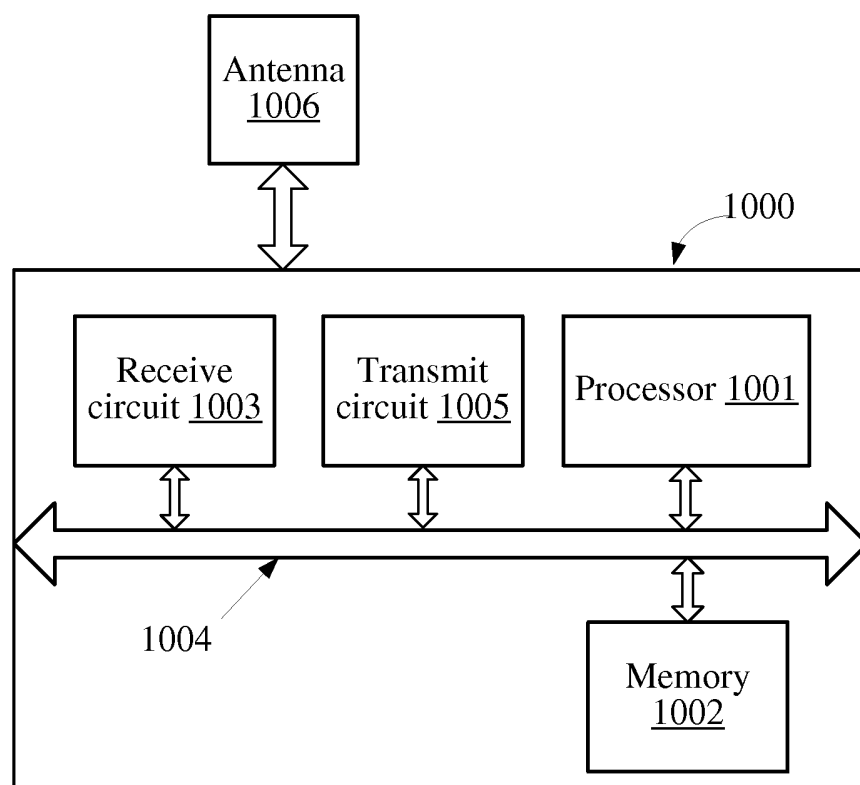 Antenna
1006
1000
Receive
circuit 1003
Transmit
circuit 1005
Processor 1001
1004
Memory
1002